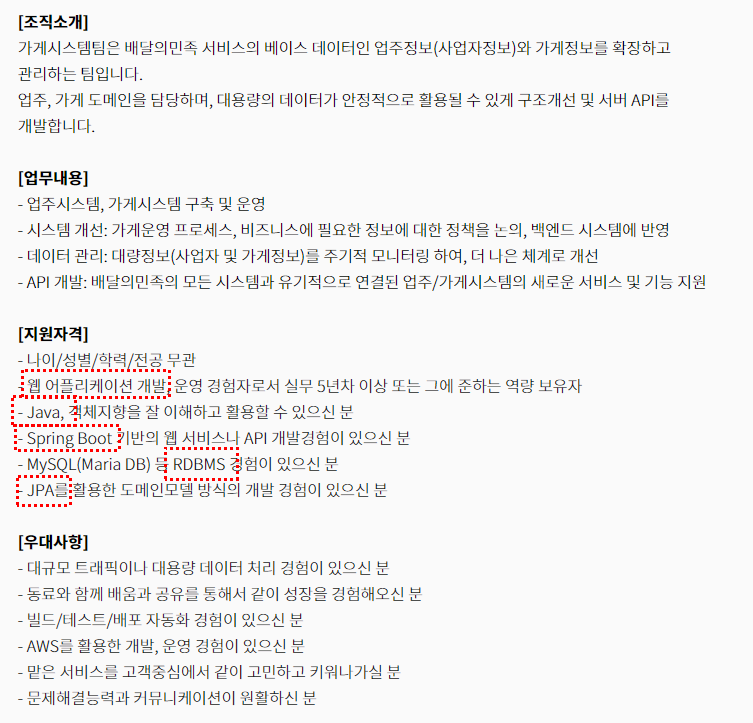 [조직소개]
가게시스템팀은 배달의민족 서비스의 베이스 데이터인 업주정보(사업자정보)와 가게정보를 확장하고
관리하는 팀입니다.
업주, 가게 도메인을 담당하며, 대용량의 데이터가 안정적으로 활용될 수 있게 구조개선 및 서버 API를
개발합니다.
[업무내용]
- 업주시스템, 가게시스템 구축 및 운영
- 시스템 개선: 가게운영 프로세스, 비즈니스에 필요한 정보에 대한 정책을 논의, 백엔드 시스템에 반영
- 데이터 관리: 대량정보(사업자 및 가게정보)를 주기적 모니터링 하여, 더 나은 체계로 개선
- API 개발: 배달의민족의 모든 시스템과 유기적으로 연결된 업주/가게시스템의 새로운 서비스 및 기능 지원
[지원자격]
- 나이/성별/학력/전공 무관
- 웹 어플리케이션 개발, 운영 경험자로서 실무 5년차 이상 또는 그에 준하는 역량 보유자
- Java, 객체지향을 잘 이해하고 활용할 수 있으신 분
- Spring Boot 기반의 웹 서비스나 API 개발경험이 있으신 분
- MySQL(Maria DB) 등 RDBMS 경험이 있으신 분
- JPA를 활용한 도메인모델 방식의 개발 경험이 있으신 분
[우대사항]
- 대규모 트래픽이나 대용량 데이터 처리 경험이 있으신 분
- 동료와 함께 배움과 공유를 통해서 같이 성장을 경험해오신 분
- 빌드/테스트/배포 자동화 경험이 있으신 분
- AWS를 활용한 개발, 운영 경험이 있으신 분
- 맡은 서비스를 고객중심에서 같이 고민하고 키워나가실 분
- 문제해결능력과 커뮤니케이션이 원활하신 분